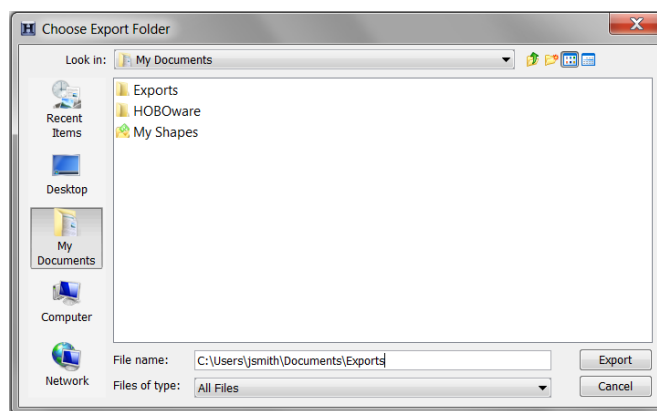 Choose Export Folder
Look in: My Documents
Recent
Items
Desktop
My
Documents
Computer
Network
Exports
HOBOware
My Shapes
File name: C:\Users\jsmith\Documents\Exports Export
Files of type: All Files Cancel